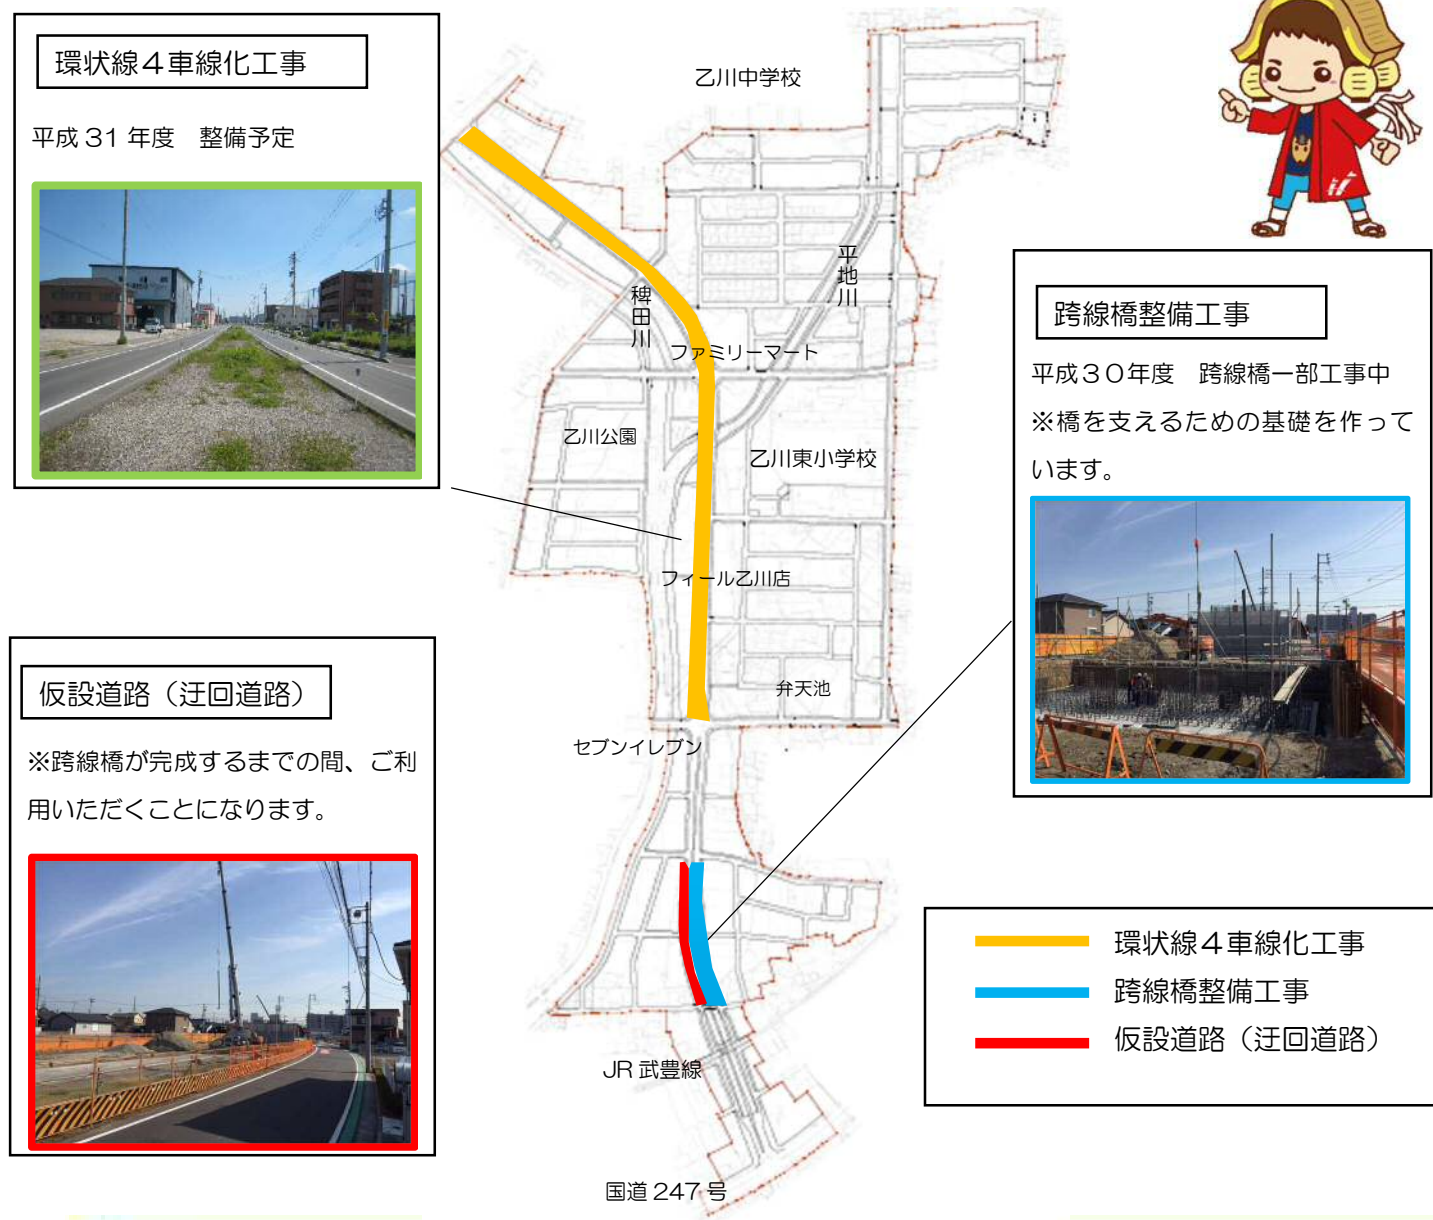 環状線４車線化工事
平成 31 年度　整備予定
乙川中学校
平地川
稗田川
ファミリーマート
乙川公園
乙川東小学校
フィール乙川店
弁天池
セブンイレブン
JR 武豊線
国道 247 号
跨線橋整備工事
平成３０年度　跨線橋一部工事中
※橋を支えるための基礎を作って
います。
仮設道路（迂回道路）
※跨線橋が完成するまでの間、ご利
用いただくことになります。
環状線４車線化工事
跨線橋整備工事
仮設道路（迂回道路）